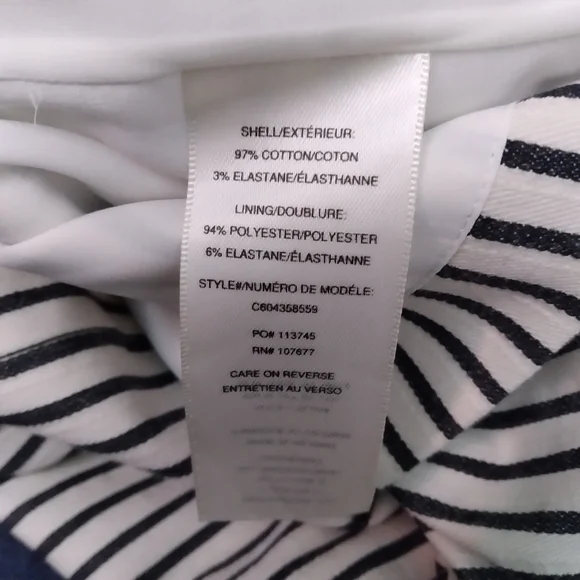 SHELL/EXTÉRIEUR:
97% COTTON/COTON
3% ELASTANE/ÉLASTHANNE
LINING/DOUBLURE:
94% POLYESTER/POLYESTER
6% ELASTANE/ÉLASTHANNE
STYLE#/NUMÉRO DE MODÈLE:
C604358559
PO# 113745
RN# 107677
CARE ON REVERSE
ENTRETIEN AU VERSO